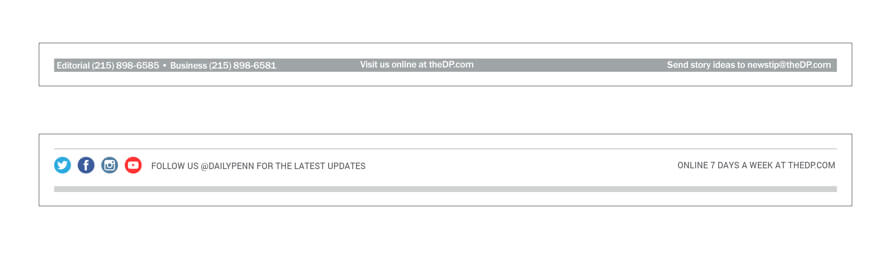 Editorial (215) 898-6585 • Business (215) 898-6581 Visit us online at theDP.com Send story ideas to newstip@theDP.com
FOLLOW US @DAILYPENN FOR THE LATEST UPDATES ONLINE 7 DAYS A WEEK AT THEDP.COM